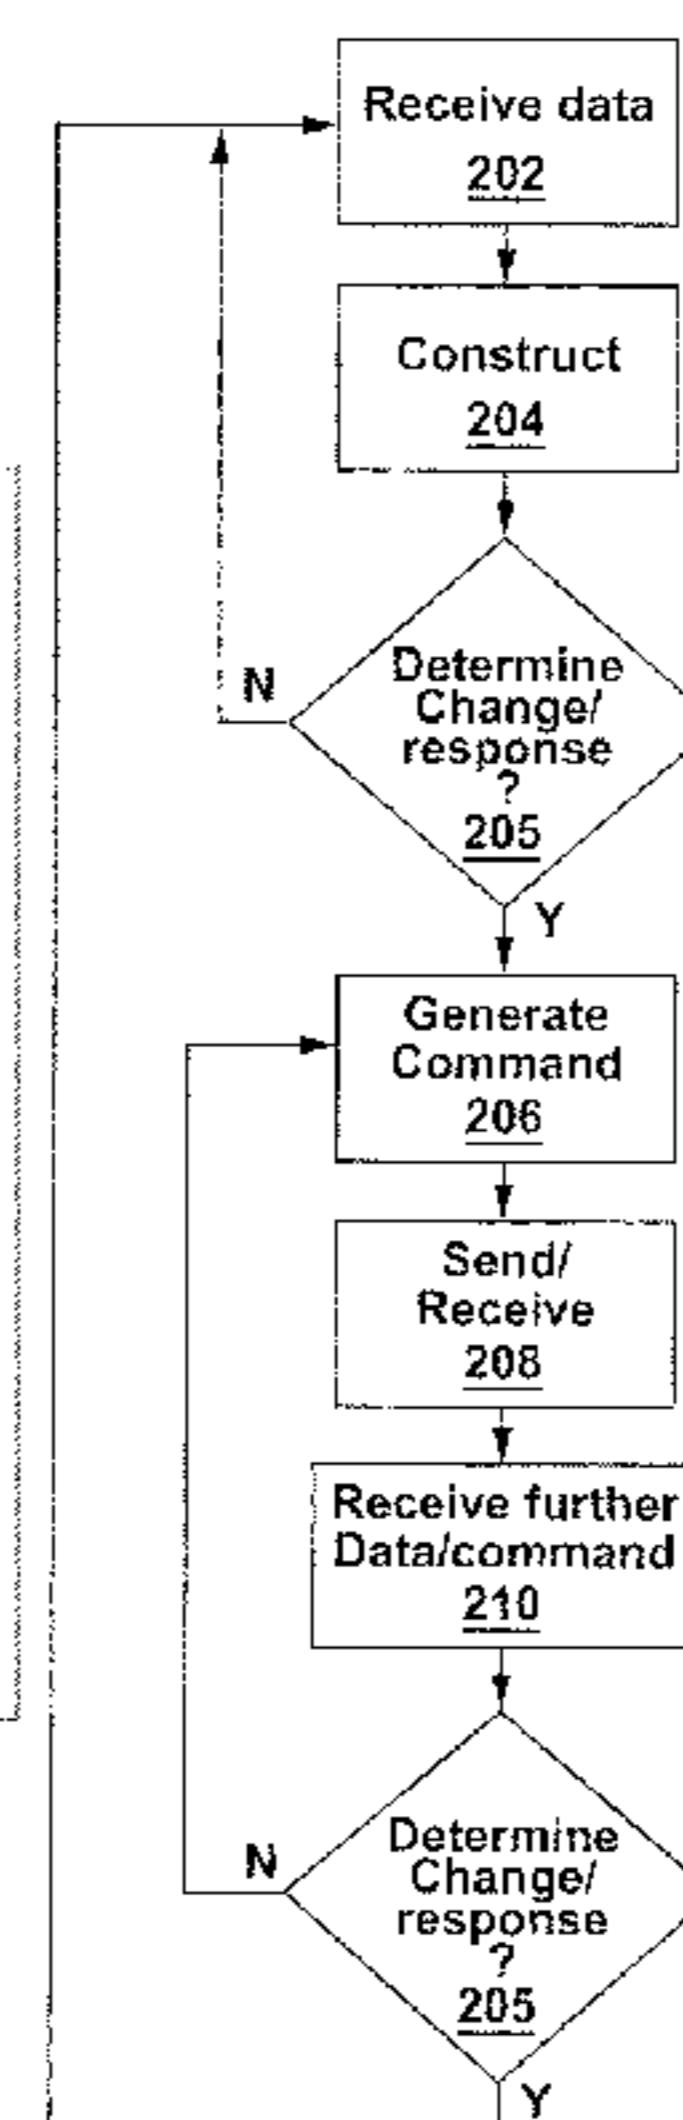 Receive data
202
Construct
204
Determine
Change/
response
?
205
N
Y
Generate
Command
206
Send/
Receive
208
Receive further
Data/command
210
Determine
Change/
response
?
205
N
Y